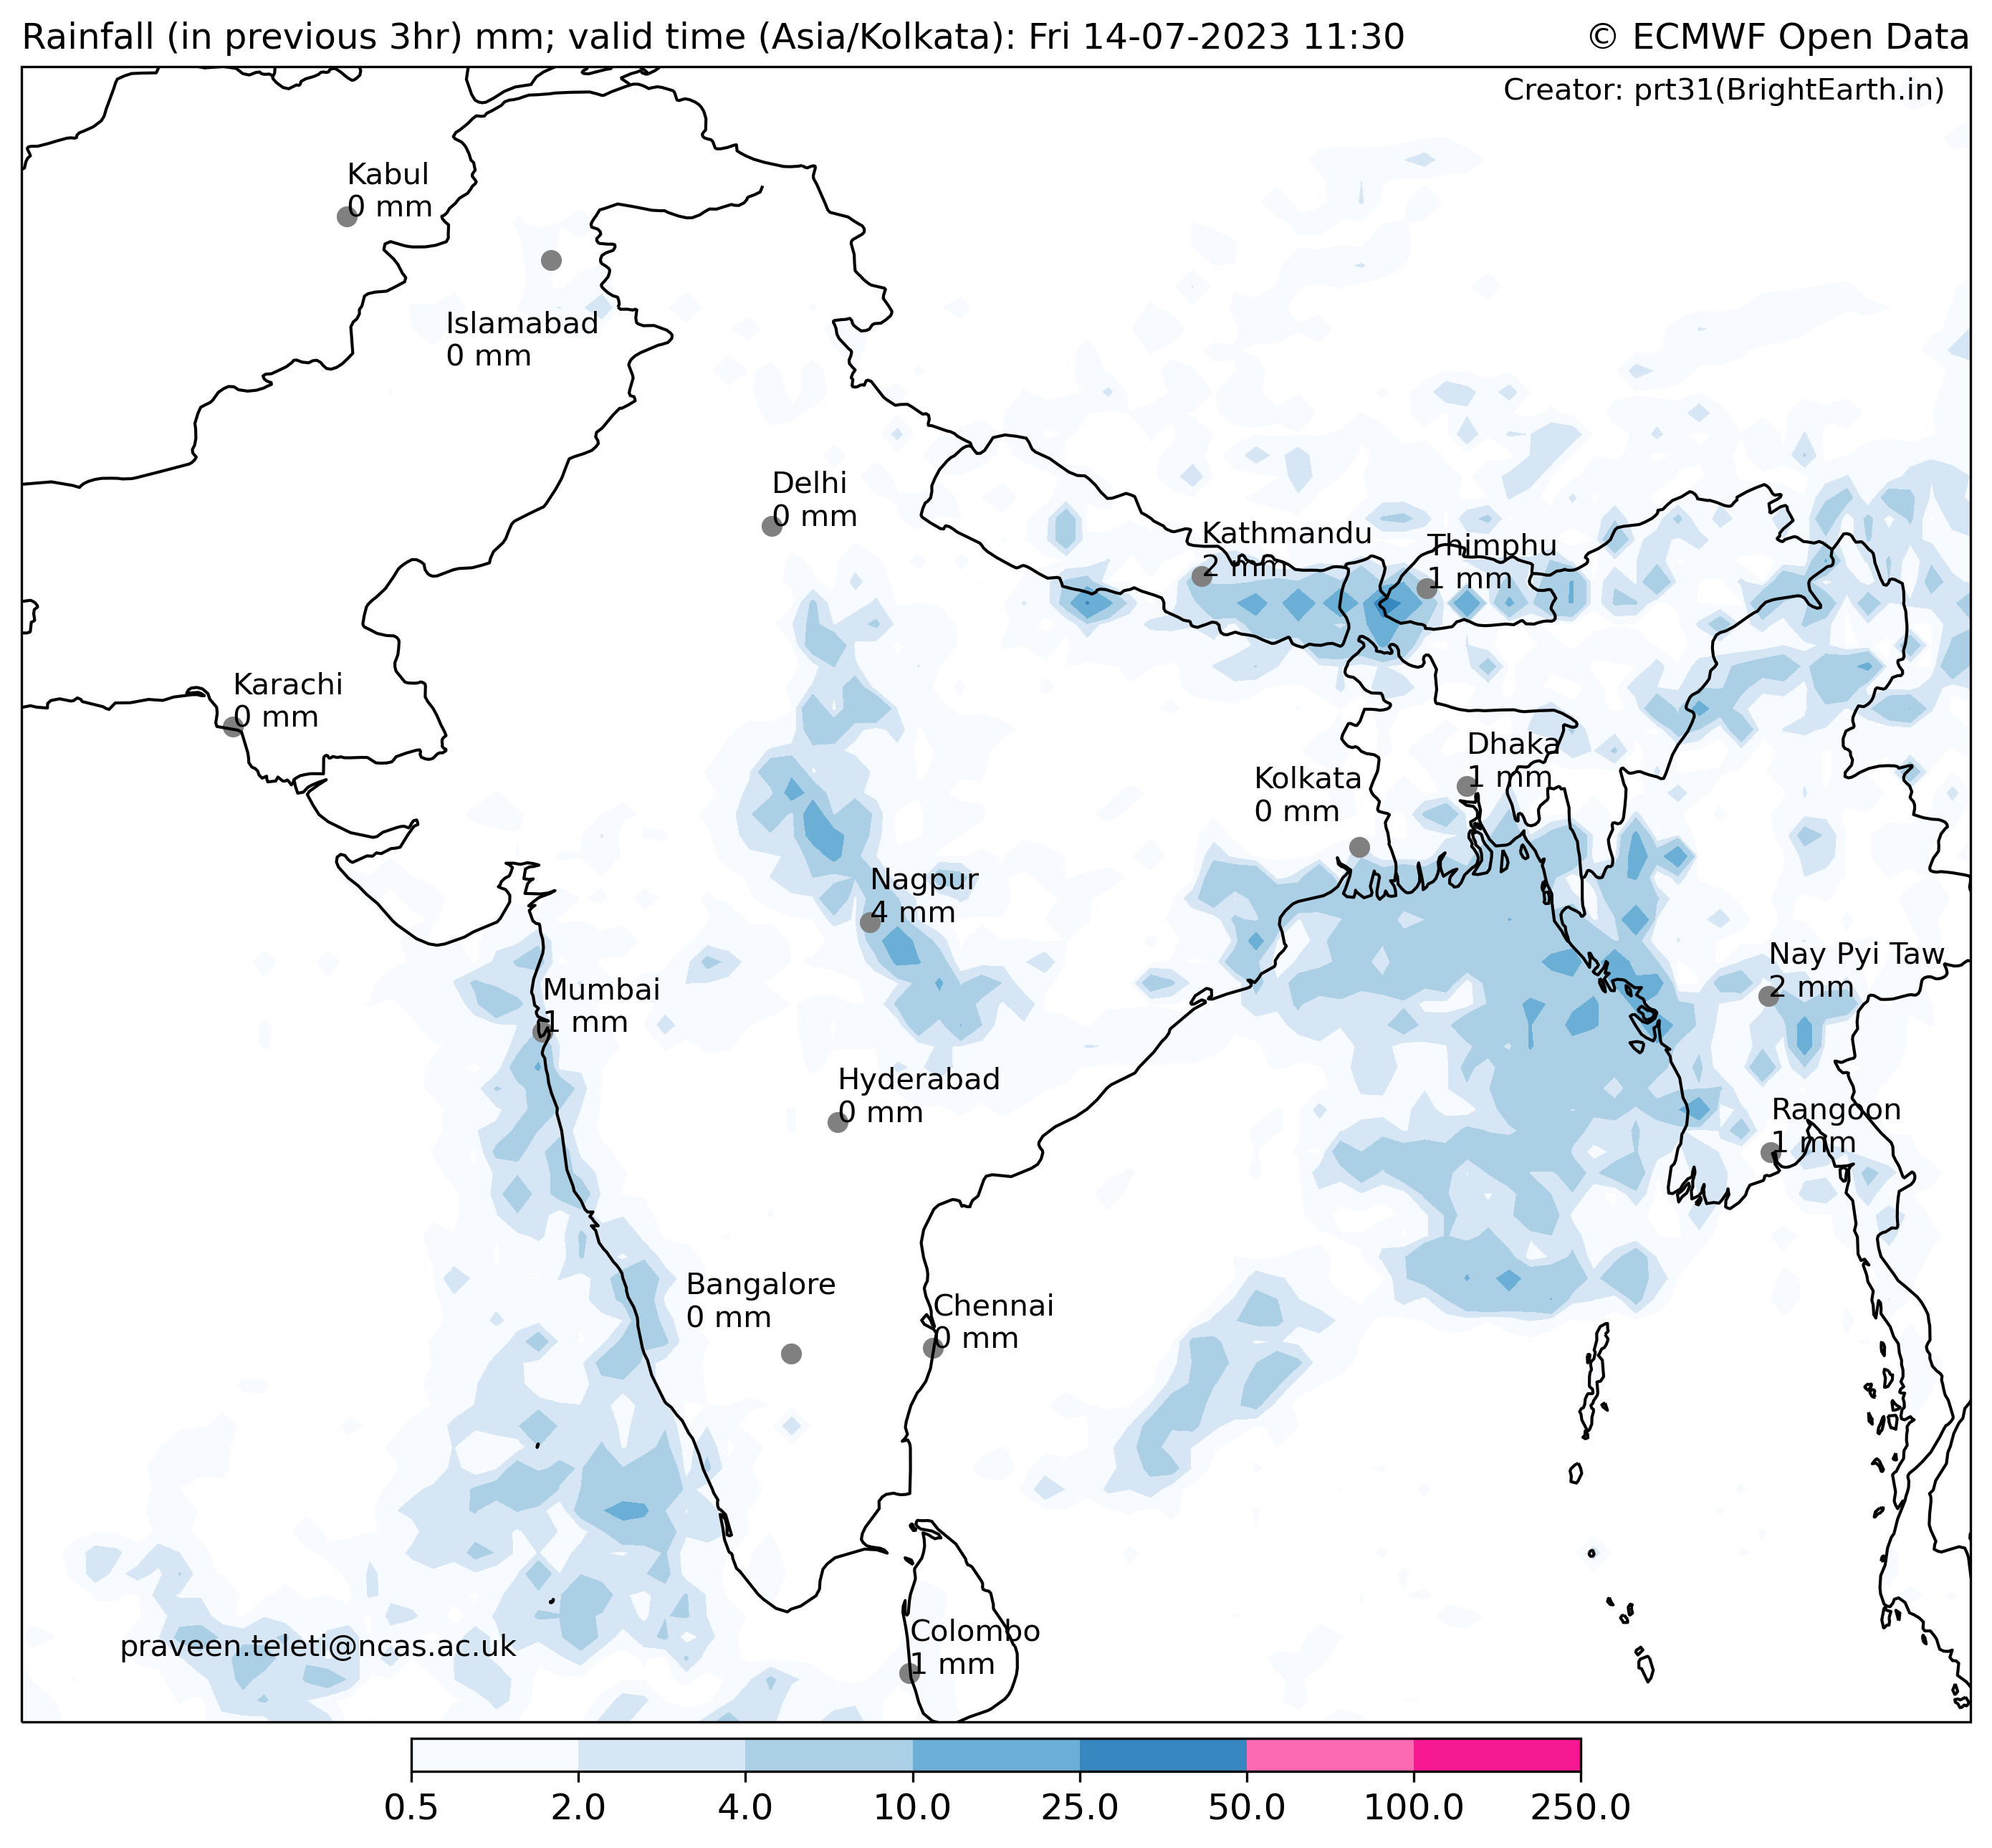 Rainfall (in previous 3hr) mm; valid time (Asia/Kolkata): Fri 14-07-2023 11:30
© ECMWF Open Data
Creator: prt31(BrightEarth.in)
Kabul
0 mm
Islamabad
0 mm
Delhi
0 mm
Kathmandu
2 mm
Thimphu
1 mm
Karachi
0 mm
Dhaka
1 mm
Kolkata
0 mm
Nagpur
4 mm
Nay Pyi Taw
2 mm
Mumbai
1 mm
Hyderabad
0 mm
Rangoon
1 mm
Bangalore
0 mm
Chennai
0 mm
Colombo
1 mm
praveen.teleti@ncas.ac.uk
0.5 2.0 4.0 10.0 25.0 50.0 100.0 250.0